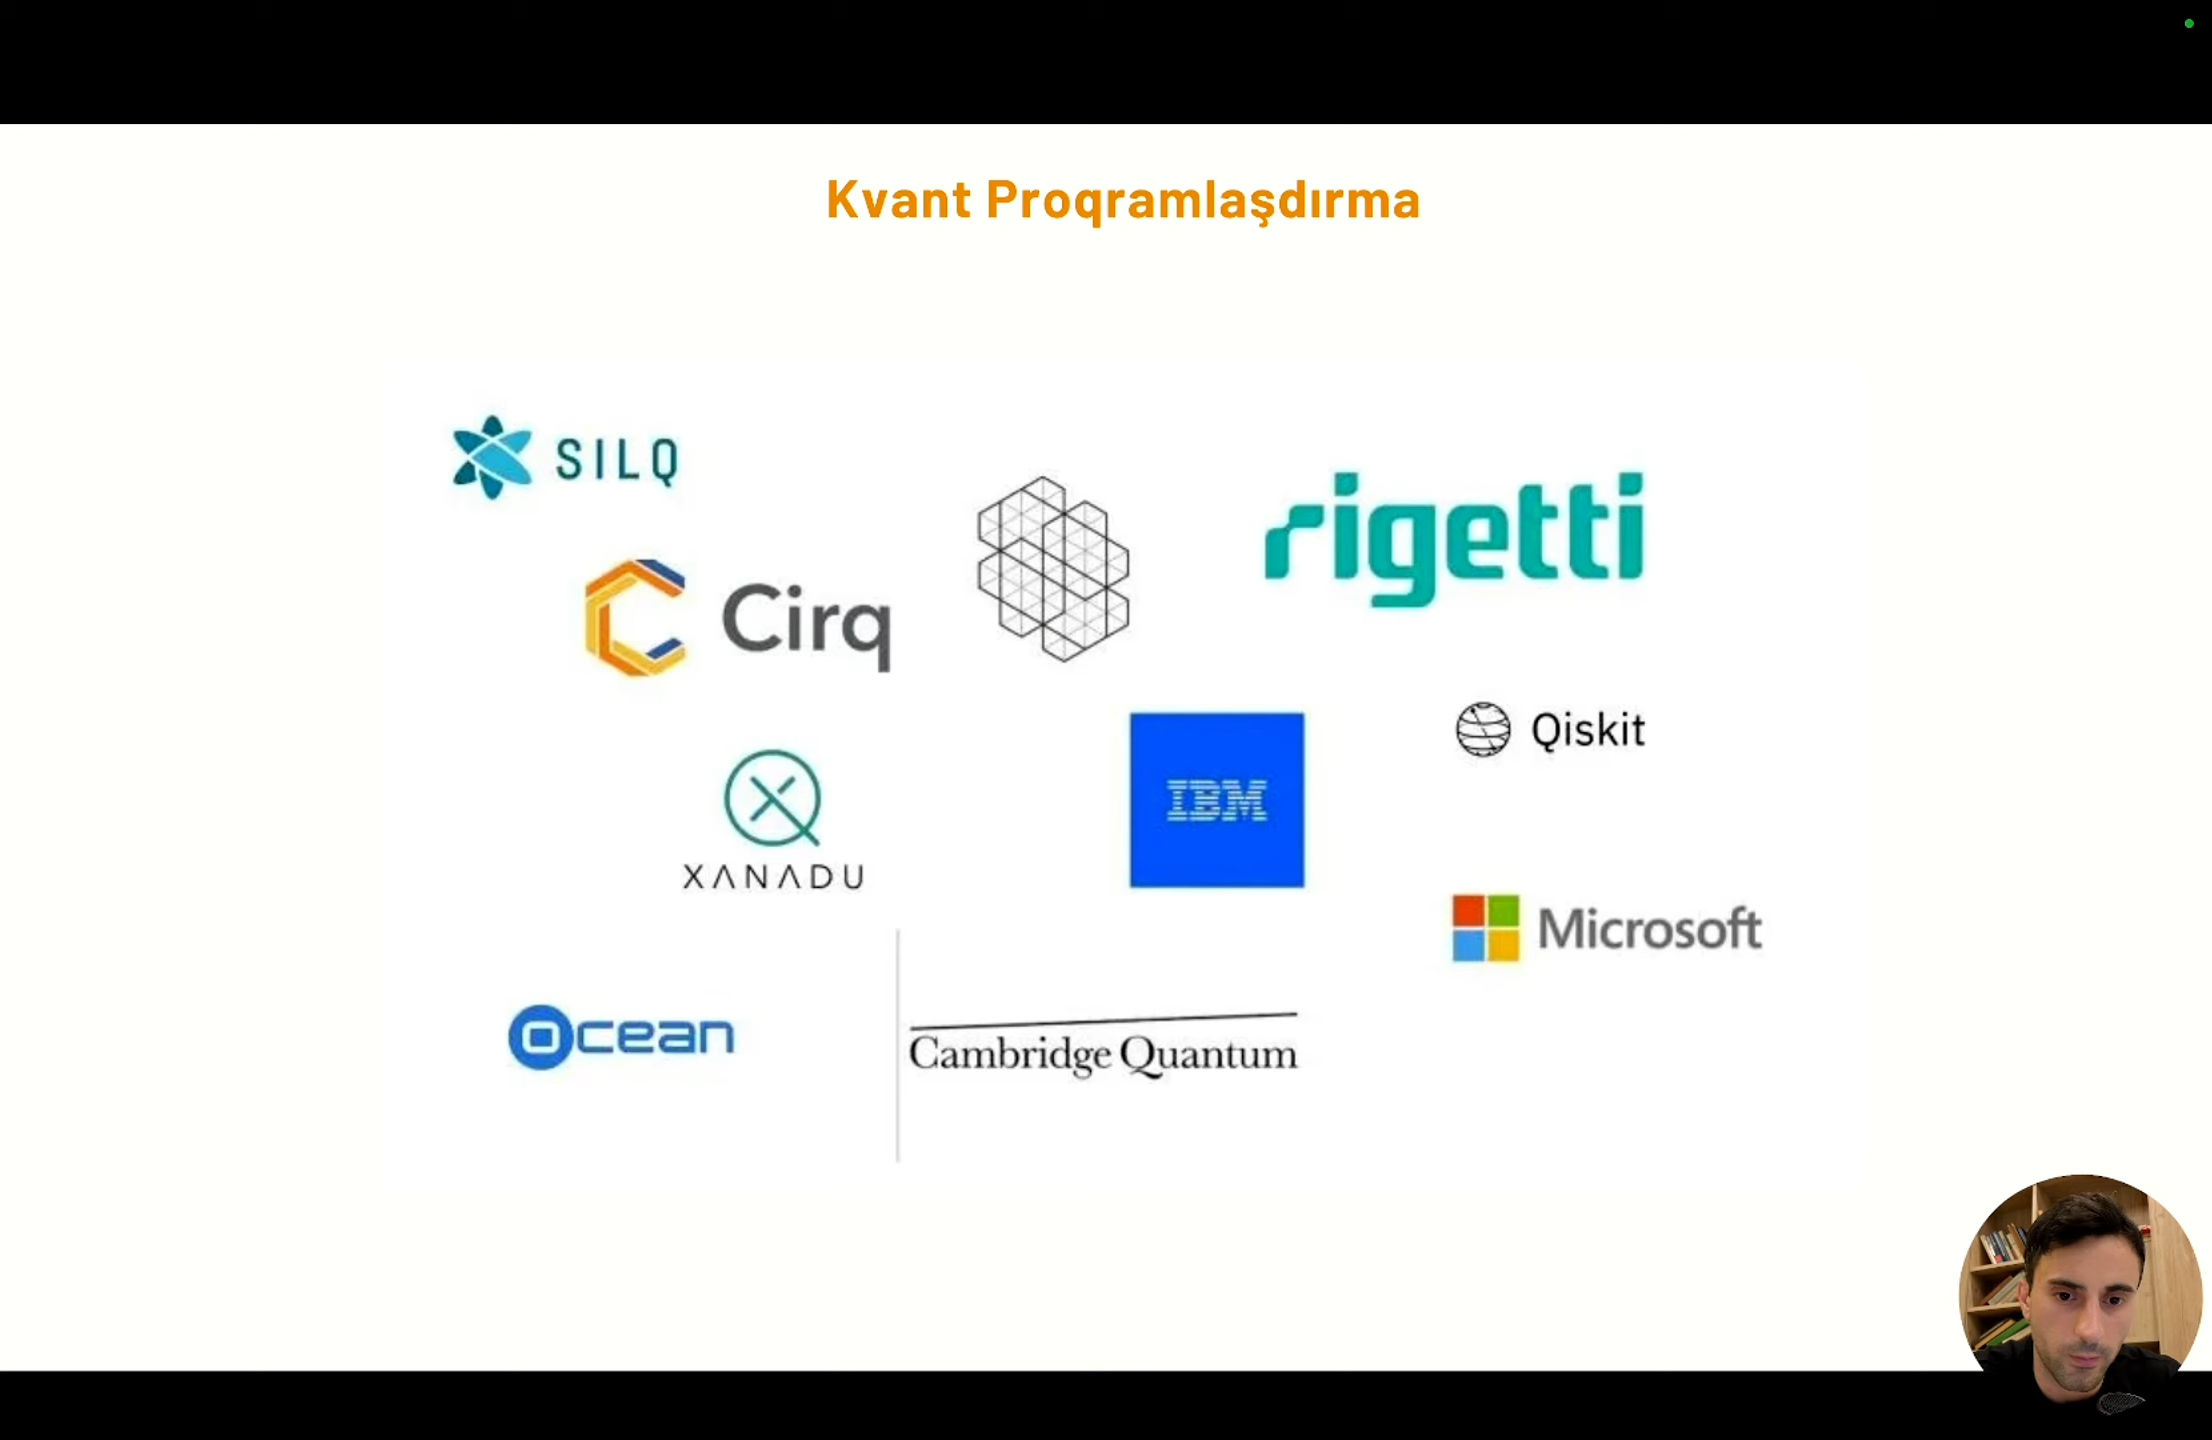 Kvant Proqramlaşdırma
SILQ
Cirq
rigetti
Qiskit
XANADU
IBM
Microsoft
ocean
Cambridge Quantum